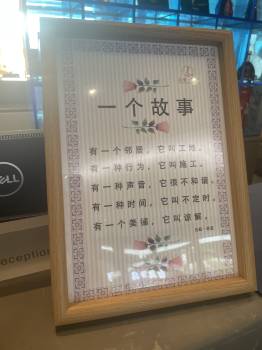 一个故事
有一个邻居，它叫工地。
有一种行为，它叫施工。
有一种声音，它很不和谐。
有一种时间，它叫不定时。
有一个美德，它叫谅解。
DELL
eception